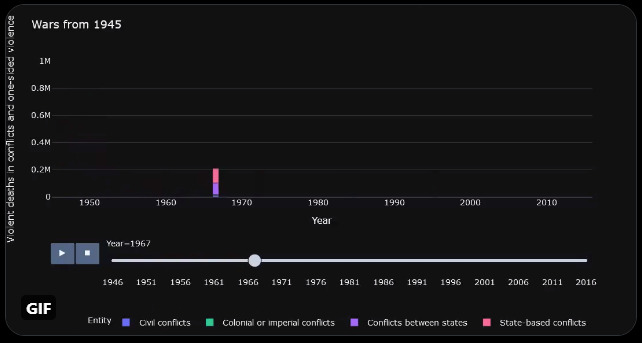 Wars from 1945
Violent deaths in conflicts and one-sided violence
1M
0.8M
0.6M
0.4M
0.2M
0
1950 1960 1970 1980 1990 2000 2010
Year
Year=1967
1946 1951 1956 1961 1966 1971 1976 1981 1986 1991 1996 2001 2006 2011 2016
GIF
Entity Civil conflicts Colonial or imperial conflicts Conflicts between states State-based conflicts